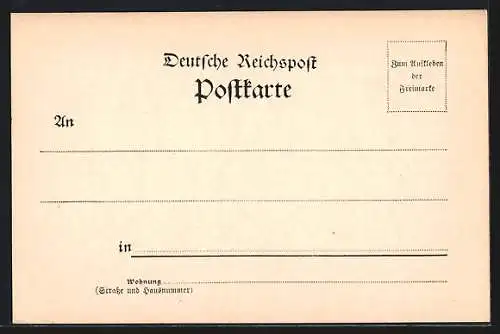 Deutsche Reichspost
Postkarte
Zum Aufkleben
der
Freimarke
An
in
Wohnung
(Straße und Hausnummer)